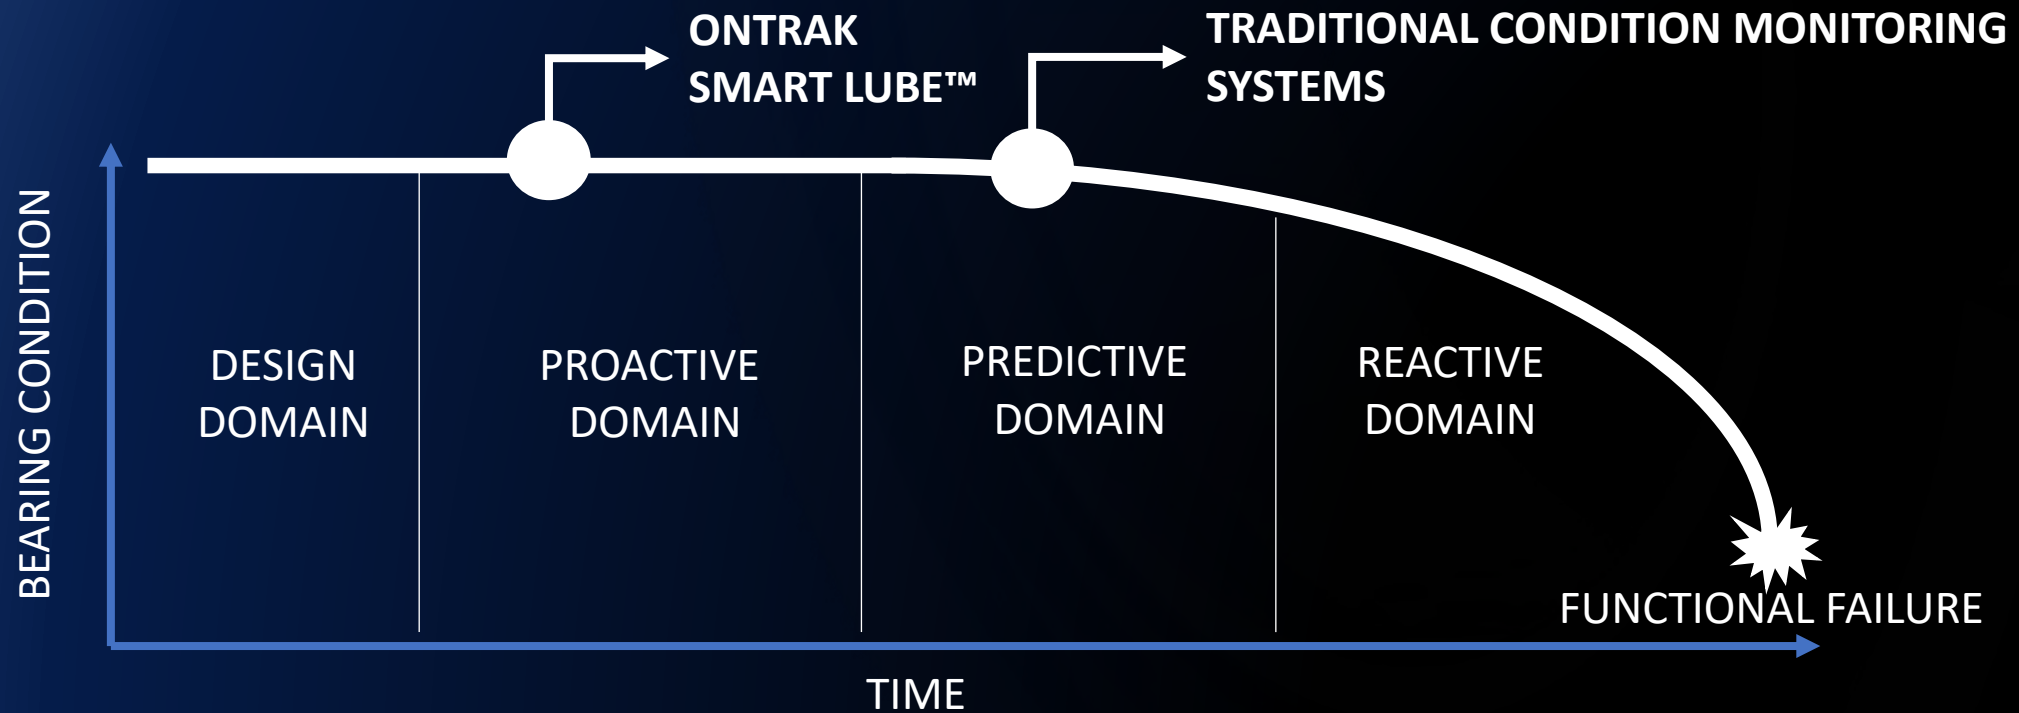 ONTRAK
SMART LUBE™
TRADITIONAL CONDITION MONITORING
SYSTEMS
BEARING CONDITION
DESIGN
DOMAIN
PROACTIVE
DOMAIN
PREDICTIVE
DOMAIN
REACTIVE
DOMAIN
FUNCTIONAL FAILURE
TIME